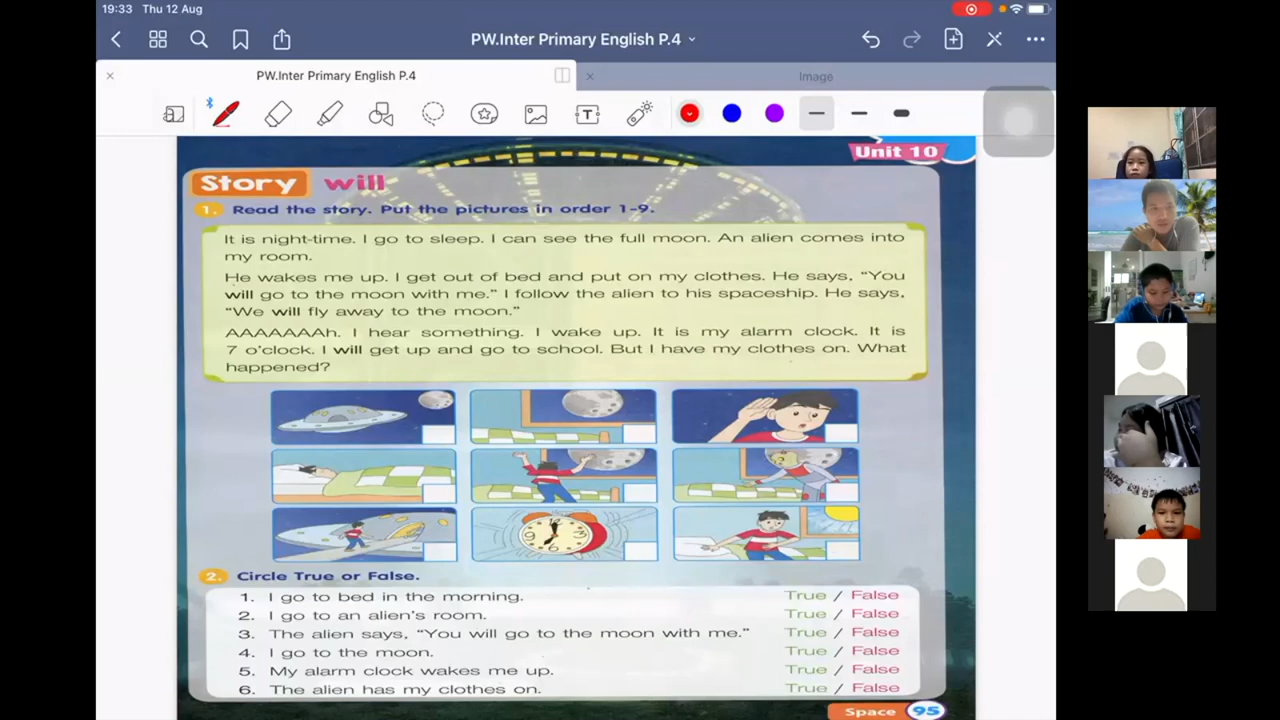 19:33 Thu 12 Aug
PW.Inter Primary English P.4
PW.Inter Primary English P.4
Image
Unit 10
Story will
1. Read the story. Put the pictures in order 1-9.
It is night-time. I go to sleep. I can see the full moon. An alien comes into
my room.
He wakes me up. I get out of bed and put on my clothes. He says, “You
will go to the moon with me.” I follow the alien to his spaceship. He says,
“We will fly away to the moon.”
AAAAAAAh. I hear something. I wake up. It is my alarm clock. It is
7 o’clock. I will get up and go to school. But I have my clothes on. What
happened?
9 3
6
2. Circle True or False.
1. I go to bed in the morning. True / False
2. I go to an alien’s room. True / False
3. The alien says, “You will go to the moon with me.” True / False
4. I go to the moon. True / False
5. My alarm clock wakes me up. True / False
6. The alien has my clothes on. True / False
Space 95